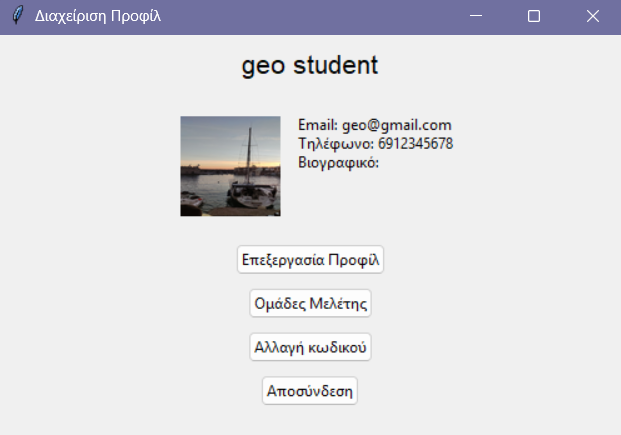 Διαχείριση Προφίλ
geo student
Email: geo@gmail.com
Τηλέφωνο: 6912345678
Βιογραφικό:
Επεξεργασία Προφίλ
Ομάδες Μελέτης
Αλλαγή κωδικού
Αποσύνδεση